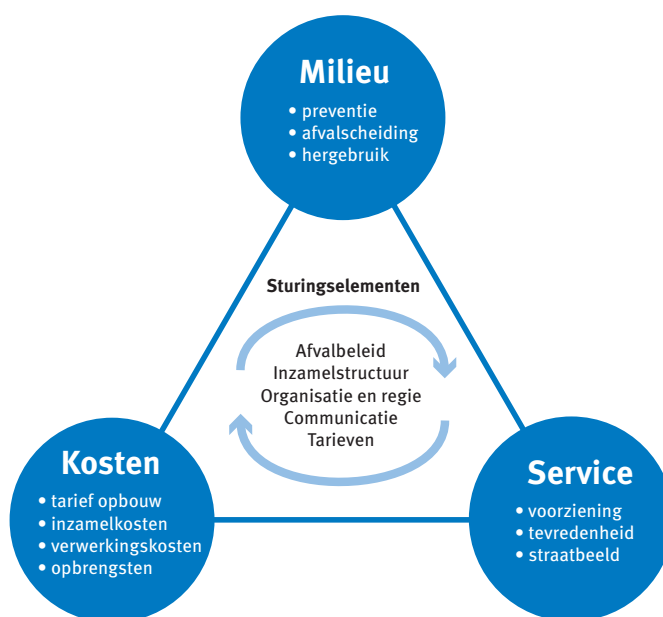 Milieu
• preventie
• afvalscheiding
• hergebruik
Sturingselementen
Afvalbeleid
Inzamelstructuur
Organisatie en regie
Communicatie
Tarieven
Kosten
• tarief opbouw
• inzamelkosten
• verwerkingskosten
• opbrengsten
Service
• voorziening
• tevredenheid
• straatbeeld